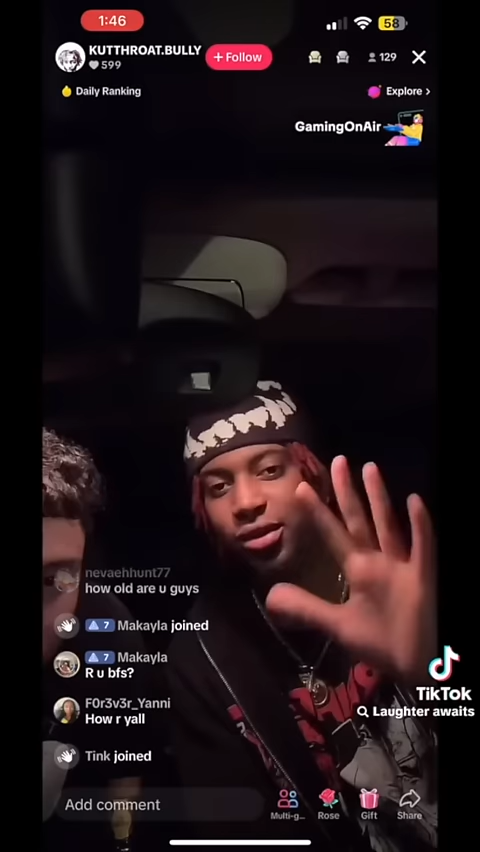 1:46
58
KUTTHROAT.BULLY
+ Follow
599
129
Daily Ranking
Explore
GamingOnAir
nevaehhunt77
how old are u guys
7 Makayla joined
7 Makayla
R u bfs?
F0r3v3r_Yanni
How r yall
Tink joined
TikTok
Laughter awaits
Add comment
Multi-g...
Rose
Gift
Share